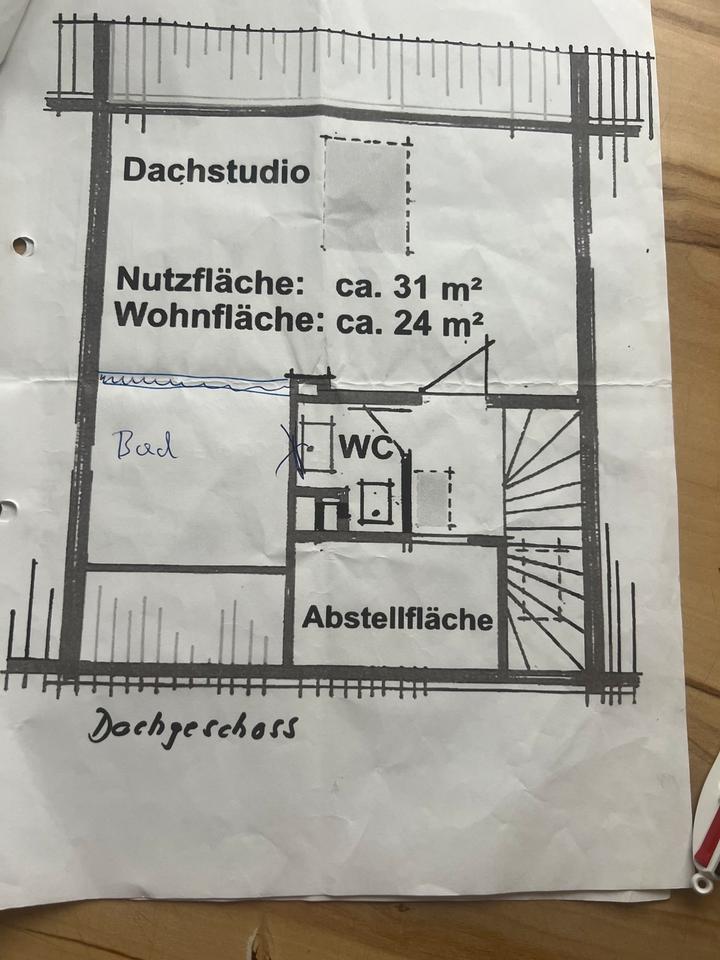 Dachstudio
Nutzfläche: ca. 31 m²
Wohnfläche: ca. 24 m²
Bad
WC
Abstellfläche
Dachgeschoss